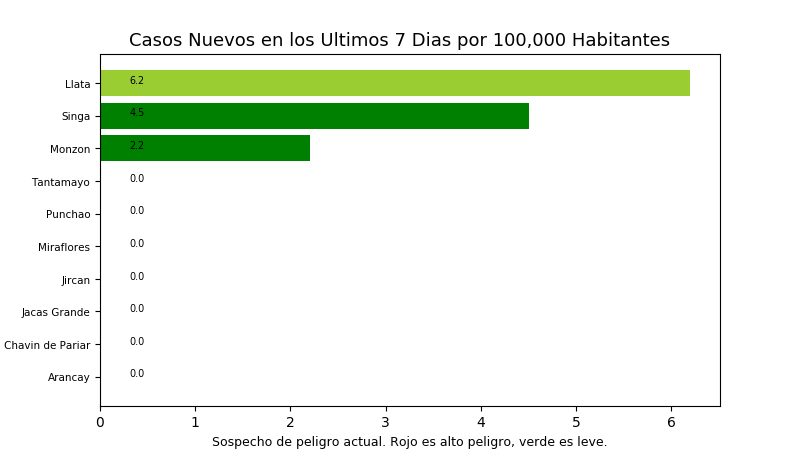 Casos Nuevos en los Ultimos 7 Dias por 100,000 Habitantes
Llata 6.2
Singa 4.5
Monzon 2.2
Tantamayo 0.0
Punchao 0.0
Miraflores 0.0
Jircan 0.0
Jacas Grande 0.0
Chavin de Pariar 0.0
Arancay 0.0
0 1 2 3 4 5 6
Sospecho de peligro actual. Rojo es alto peligro, verde es leve.